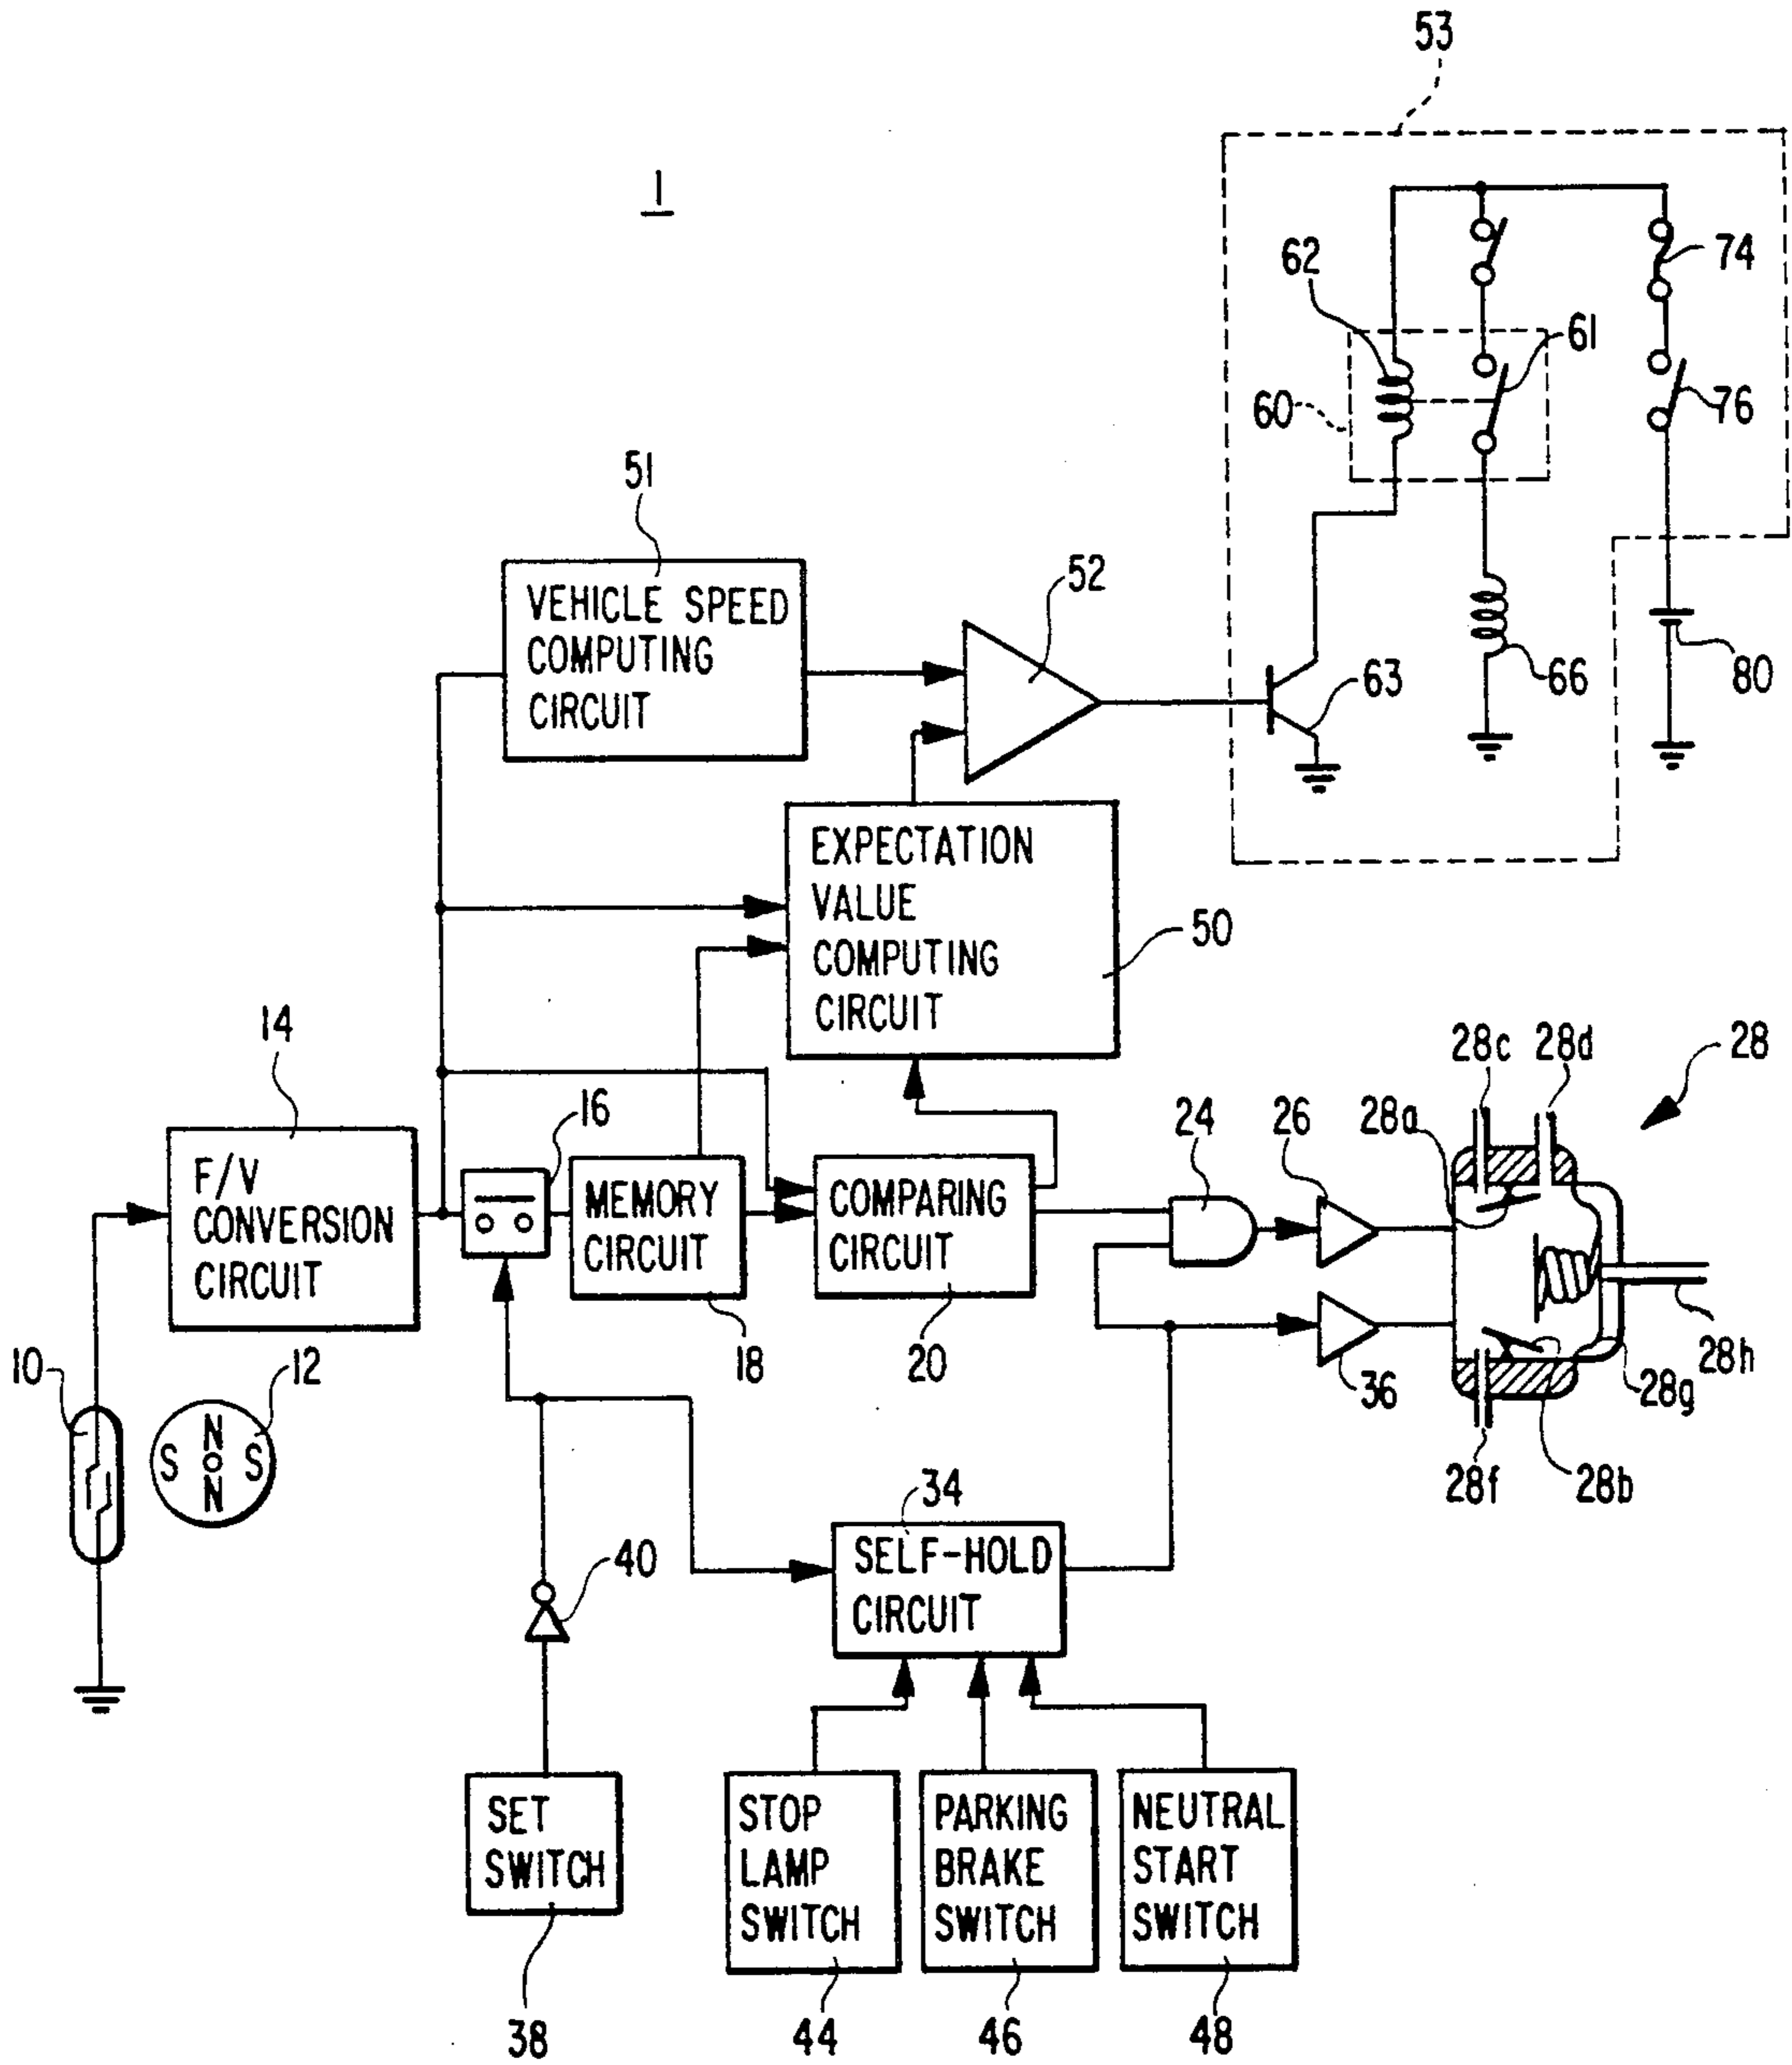 53
1
62
74
61
60
76
51
VEHICLE SPEED
COMPUTING
CIRCUIT
52
63
66
80
EXPECTATION
VALUE
COMPUTING
CIRCUIT
50
14
16
28c
28d
28
28a
24
26
F/V
CONVERSION
CIRCUIT
MEMORY
CIRCUIT
COMPARING
CIRCUIT
18
20
36
28h
28g
28f
28b
10
12
N
S
S
N
34
SELF-HOLD
CIRCUIT
40
SET
SWITCH
STOP
LAMP
SWITCH
PARKING
BRAKE
SWITCH
NEUTRAL
START
SWITCH
38
44
46
48